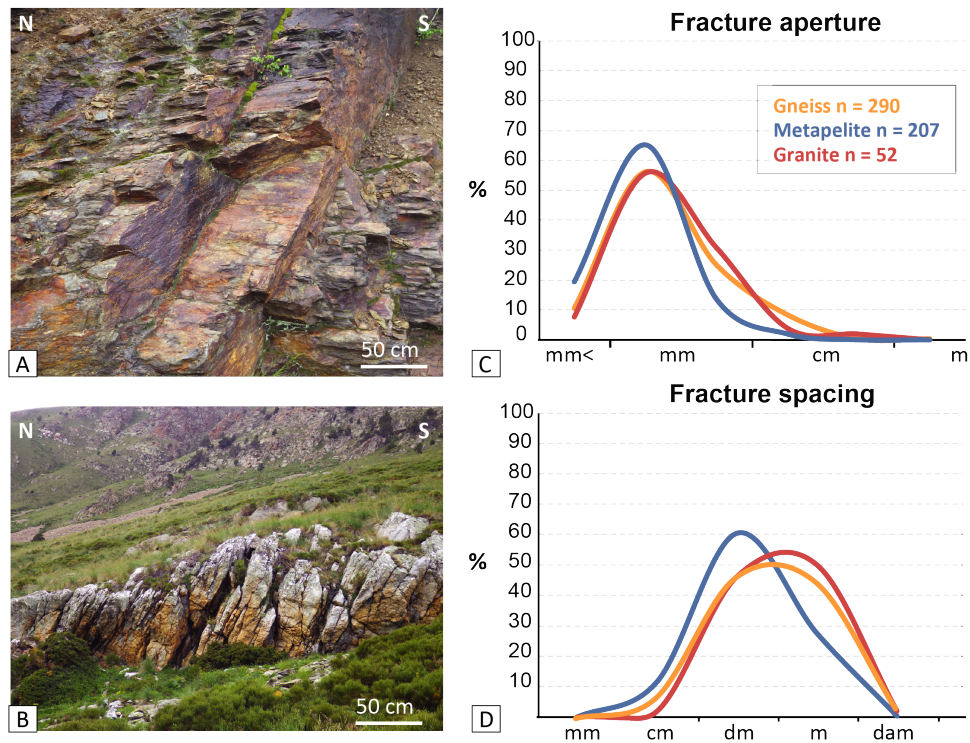 N S
A
50 cm
N S
B
50 cm
Fracture aperture
100
90
80
70
60
50
40
30
20
10
0
%
Gneiss n = 290
Metapelite n = 207
Granite n = 52
mm< mm cm m
C
Fracture spacing
100
90
80
70
60
50
40
30
20
10
%
mm cm dm m dam
D